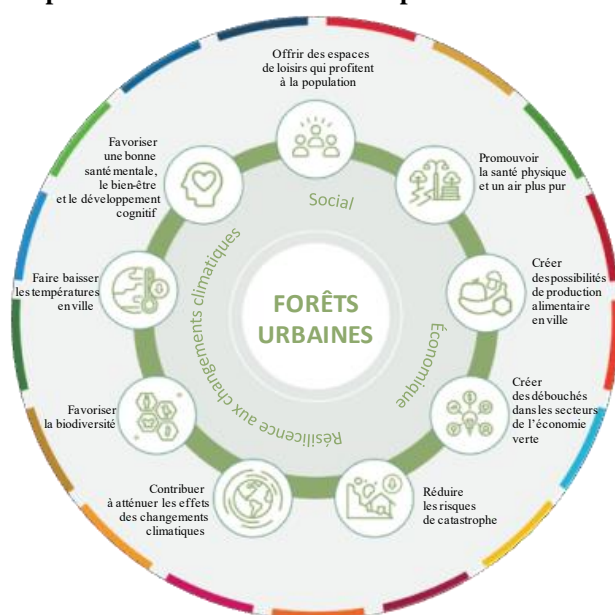 Offrir des espaces
de loisirs qui profitent
à la population
Promouvoir
la santé physique
et un air plus pur
Créer
des possibilités
de production
alimentaire
en ville
Créer
des débouchés
dans les secteurs
de l'économie
verte
Réduire
les risques
de catastrophe
Contribuer
à atténuer les effets
des changements
climatiques
Favoriser
la biodiversité
Faire baisser
les températures
en ville
Favoriser
une bonne
santé mentale,
le bien-être
et le développement
cognitif
Social
Économique
Résilicence aux changements climatiques
FORÊTS
URBAINES